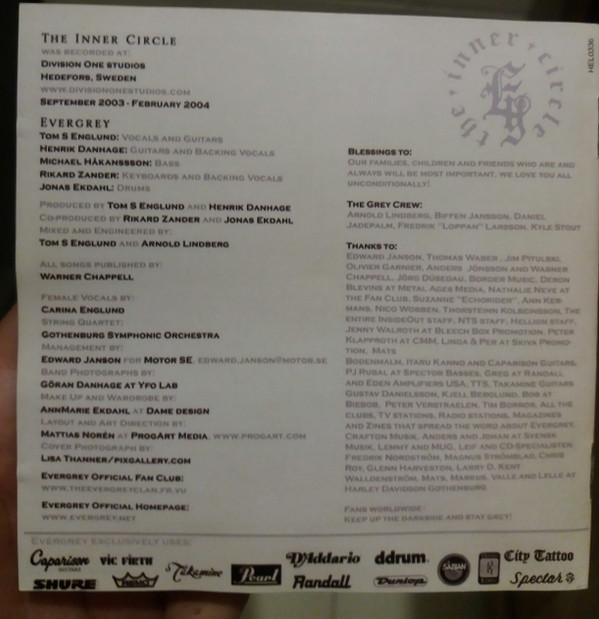 The Inner Circle
was recorded at:
Division One studios
Hedefors, Sweden
www.divisiononestudios.com
September 2003 - February 2004
Evergrey
Tom S Englund: Vocals and Guitars
Henrik Danhage: Guitars and Backing Vocals
Michael Håkanssson: Bass
Rikard Zander: Keyboards and Backing Vocals
Jonas Ekdahl: Drums
Produced by Tom S Englund and Henrik Danhage
Co-produced by Rikard Zander and Jonas Ekdahl
Mixed and Engineered by:
Tom S Englund and Arnold Lindberg
All songs published by:
Warner Chappell
Female Vocals by:
Carina Englund
String Quartet:
Gothenburg Symphonic Orchestra
Management by:
Edward Janson for Motor SE, edward.janson@motor.se
Band Photographs by:
Göran Danhage at YFO Lab
Make Up and Wardrobe by:
AnnMarie Ekdahl at Dame design
Layout and Art Direction by:
Mattias Norén at ProgArt Media, www.progart.com
Cover Photograph by:
Lisa Thanner/pixgallery.com
Evergrey Official Fan Club:
www.theevergreyclan.fr.vu
Evergrey Official Homepage:
www.evergrey.net
the · inner · circle
HEL0336
Blessings to:
Our families, children and friends who are and
always will be most important. We love you all
unconditionally!
The Grey Crew:
Arnold Lindberg, Biffen Jansson, Daniel
Jadepalm, Fredrik "Loppan" Larsson, Kyle Stout
Thanks to:
Edward Janson, Thomas Waber, Jim Pitulski,
Olivier Garnier, Anders Jönsson and Warner
Chappell, Jörg Düsedau, Border Music, Deron
Blevins at Metal Ages Media, Nathalie Neve at
the Fan Club, Suzanne "Echorider", Ann Ker-
mans, Nico Wobben, Thorsteinn Kolbeinsson, The
entire InsideOut staff, NTS staff, Hellion staff,
Jenny Walroth at Bleech Box Promotion, Peter
Klapproth at CMM, Linda & Per at Skiva Promo-
tion, Mats
Bodenmalm, Itaru Kanno and Caparison Guitars,
PJ Rubal at Spector Basses, Greg at Randall
and Eden Amplifiers USA, TTS, Takamine Guitars
Gustav Danielsson, Kjell Berglund, Bob at
Biebob, Peter Verstraelen, Tim Borror, All the
clubs, TV stations, Radio stations, Magazines
and Zines that spread the word about Evergrey,
Crafton Musik, Anders and Johan at Svensk
Musik, Lemmy and MUG, Leif and CD-Specialisten
Fredrik Nordström, Magnus Strömblad, Chris
Roy, Glenn Harveston, Larry D. Kent
Walldenström, Mats, Markus, Valle and Lelle at
Harley Davidson Gothenburg
Fans worldwide:
Keep up the darkside and stay grey!
Evergrey exclusively uses:
Caparison GUITARS VIC FIRTH Takamine Pearl D'Addario ddrum. SABIAN City Tattoo
SHURE REMO Randall Dunlop Spector